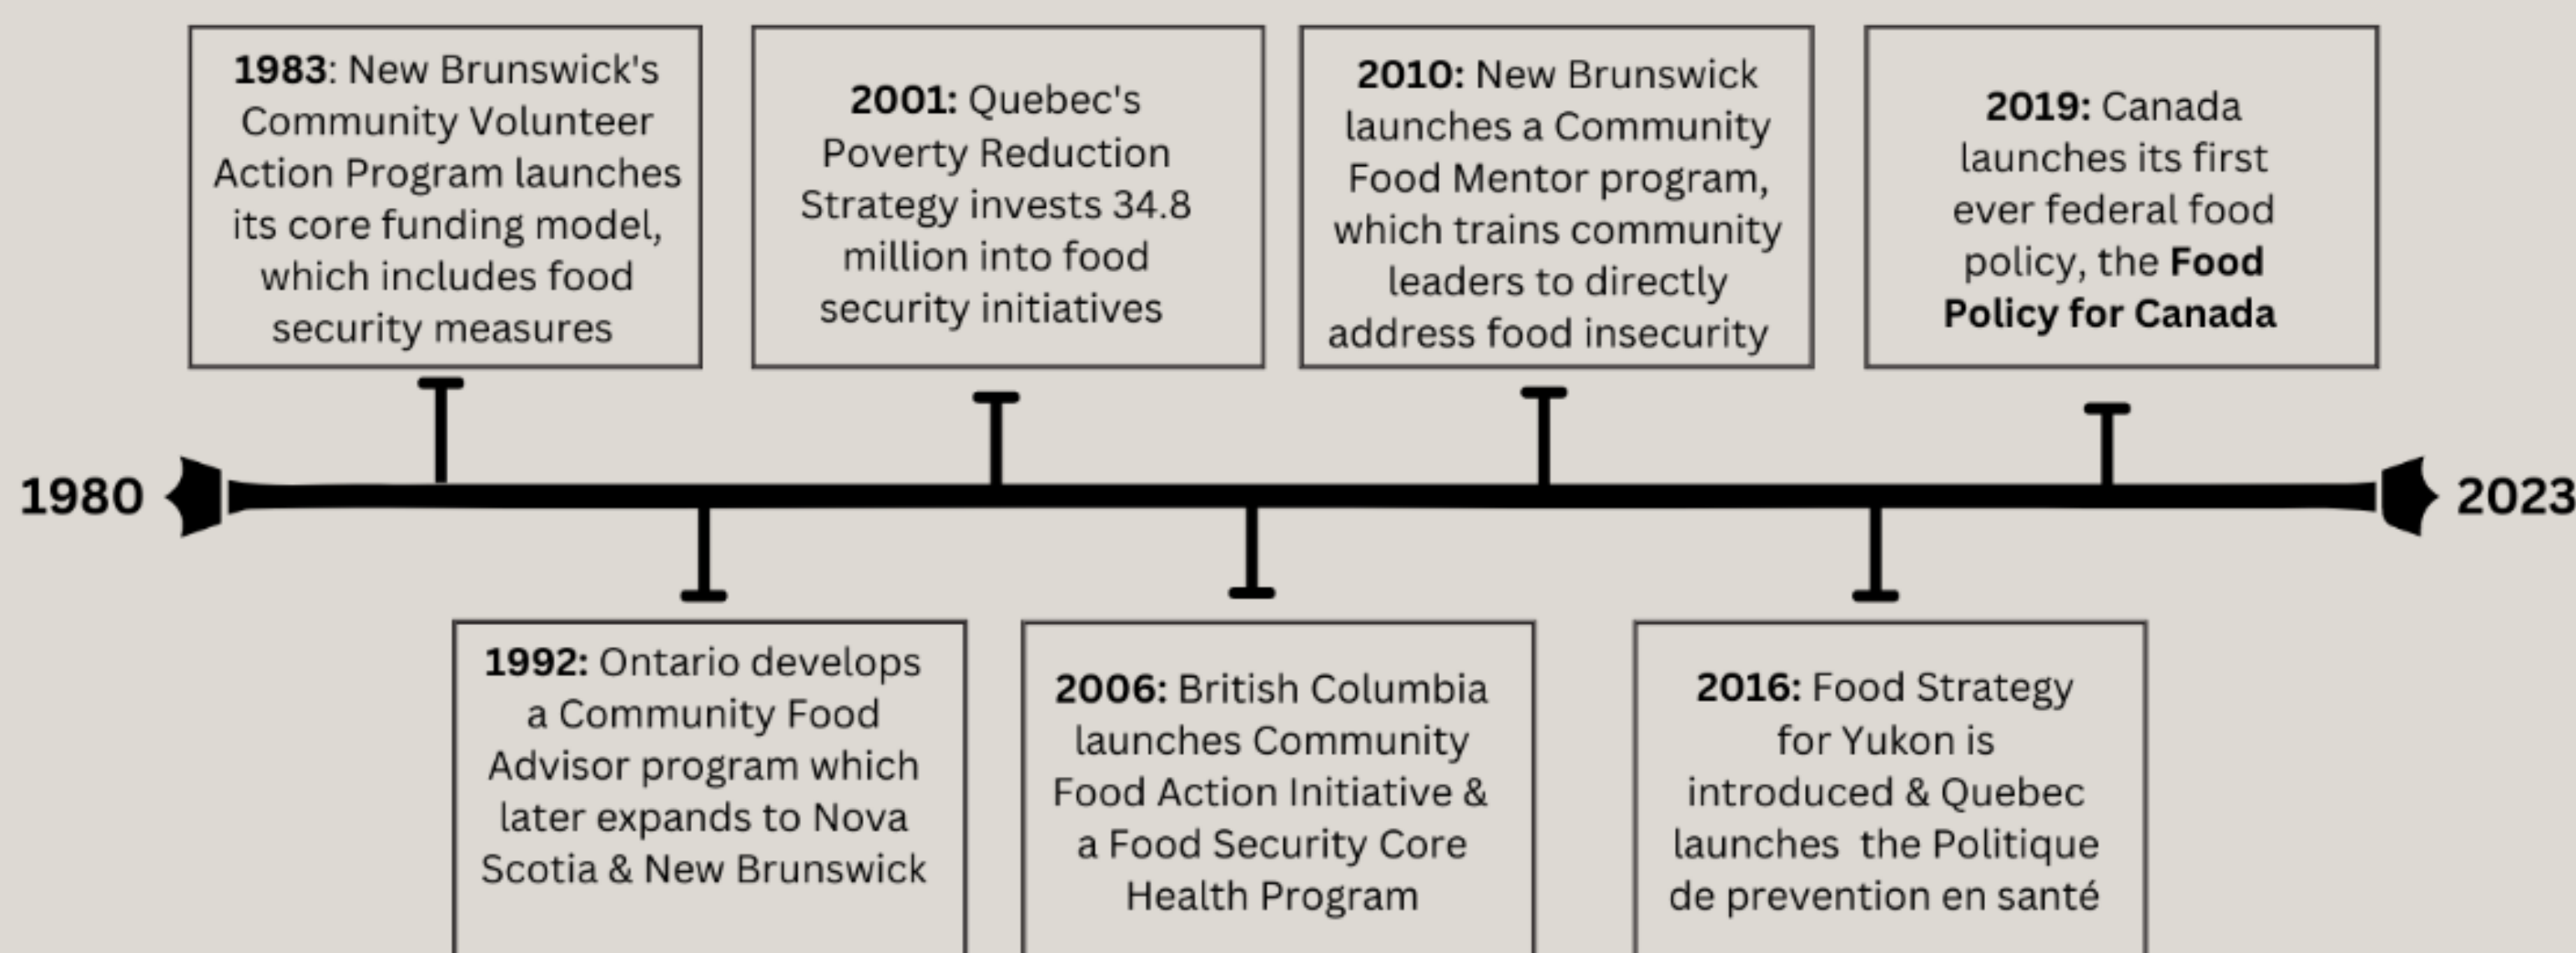 1983: New Brunswick's
Community Volunteer
Action Program launches
its core funding model,
which includes food
security measures
2001: Quebec's
Poverty Reduction
Strategy invests 34.8
million into food
security initiatives
2010: New Brunswick
launches a Community
Food Mentor program,
which trains community
leaders to directly
address food insecurity
2019: Canada
launches its first
ever federal food
policy, the Food
Policy for Canada
1980
2023
1992: Ontario develops
a Community Food
Advisor program which
later expands to Nova
Scotia & New Brunswick
2006: British Columbia
launches Community
Food Action Initiative &
a Food Security Core
Health Program
2016: Food Strategy
for Yukon is
introduced & Quebec
launches  the Politique
de prevention en santé